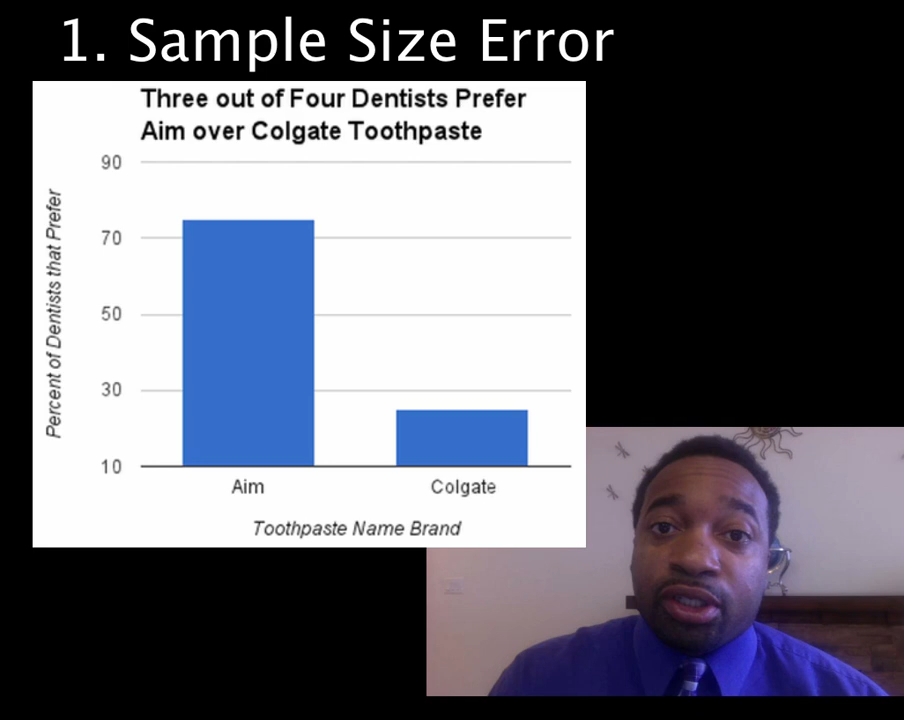 1. Sample Size Error
Three out of Four Dentists Prefer
Aim over Colgate Toothpaste
90
70
50
30
10
Percent of Dentists that Prefer
Aim
Colgate
Toothpaste Name Brand